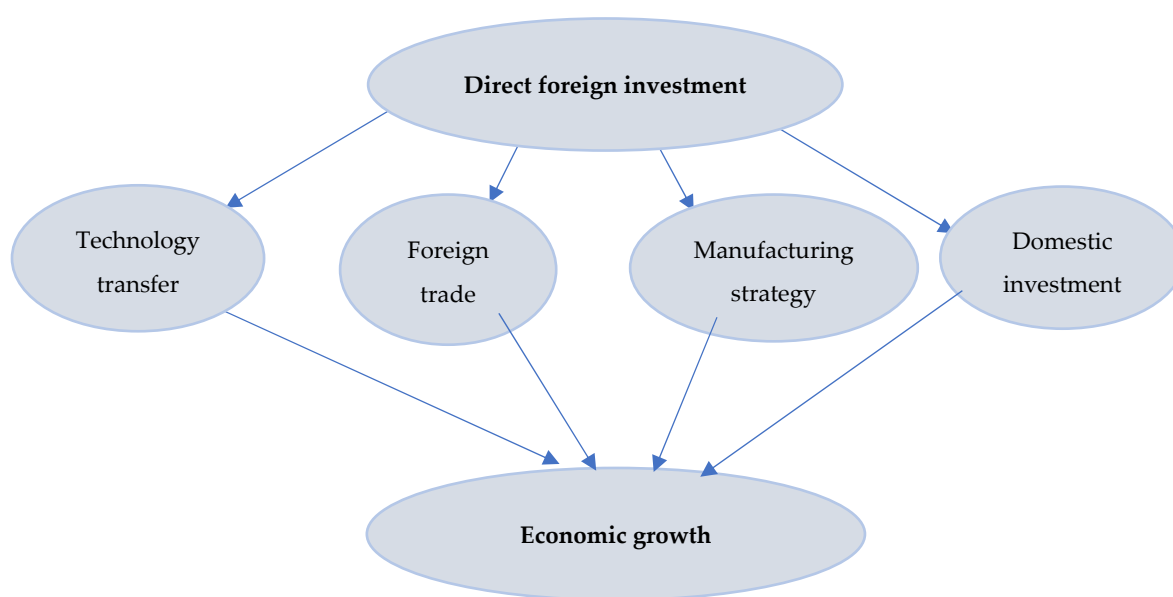 Direct foreign investment
Technology
transfer
Foreign
trade
Manufacturing
strategy
Domestic
investment
Economic growth